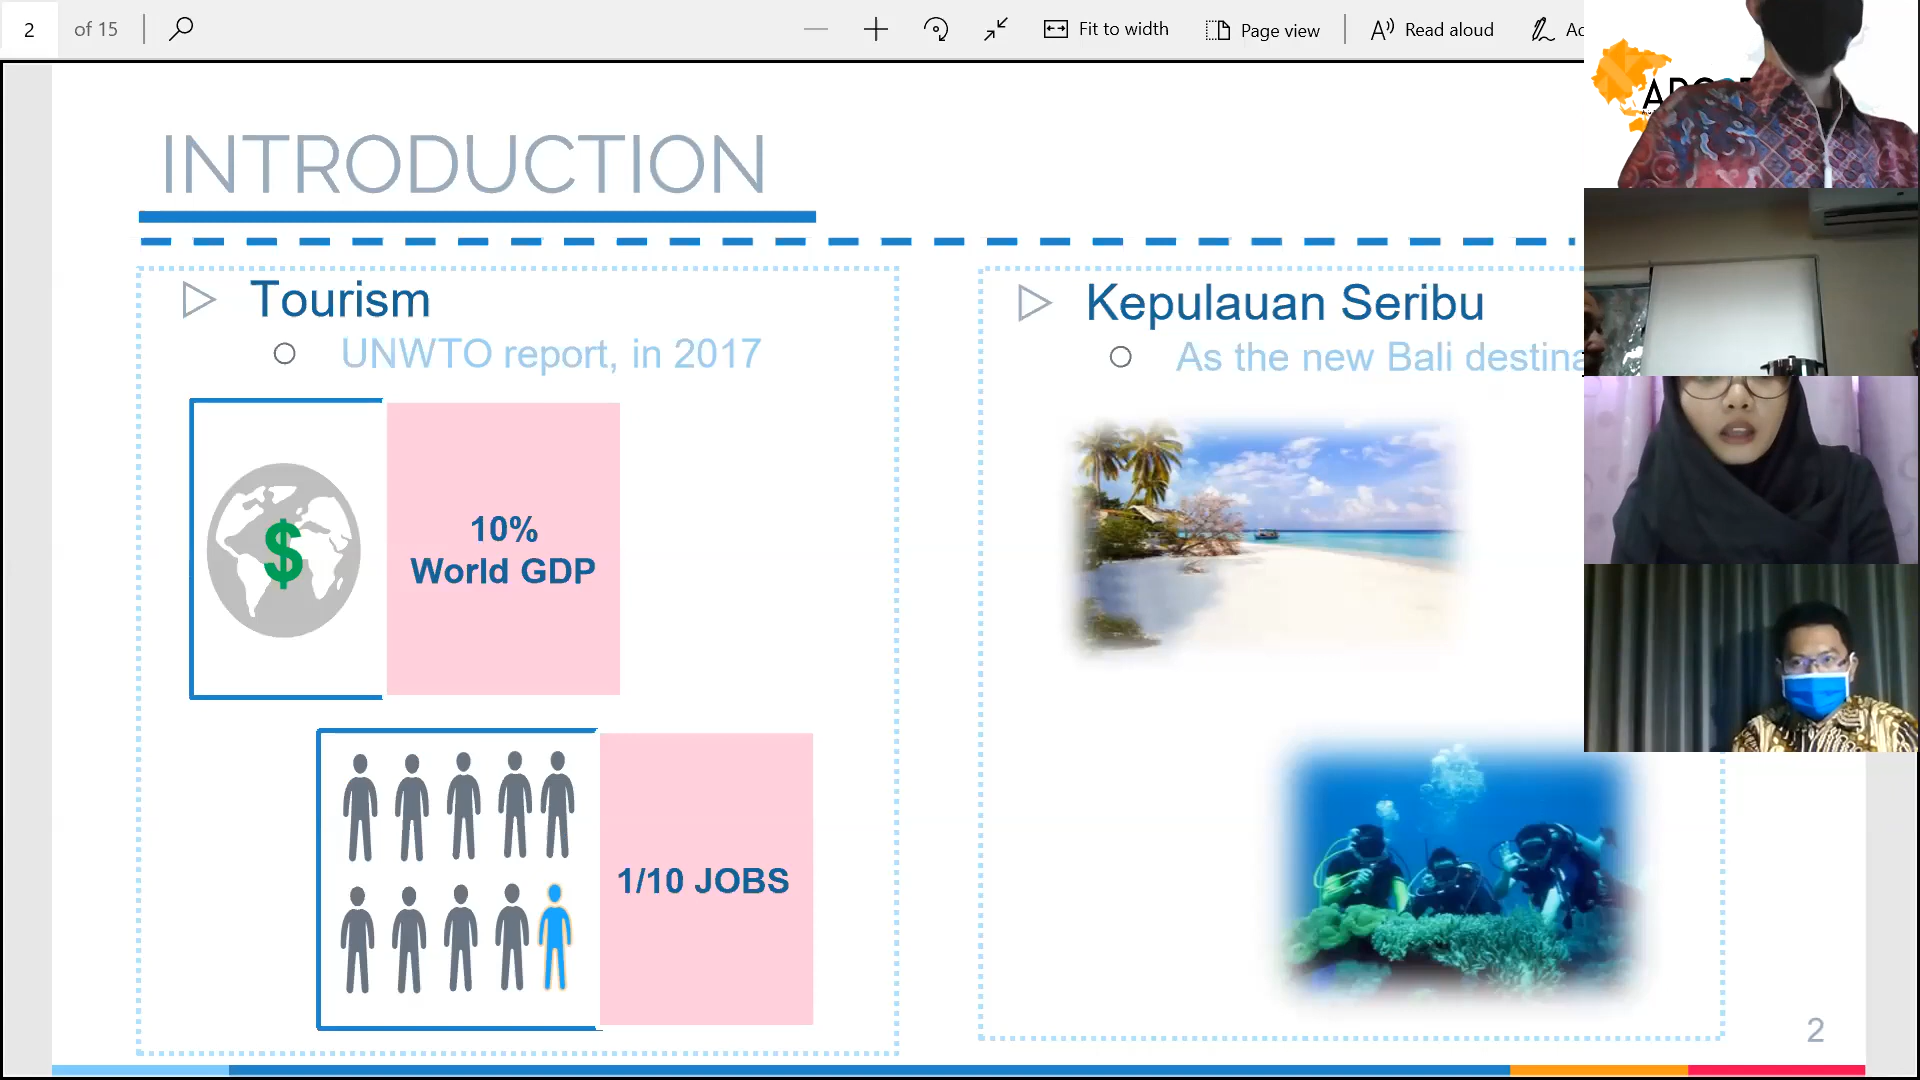 2 of 15
Fit to width
Page view
Read aloud
INTRODUCTION
Tourism
UNWTO report, in 2017
10%
World GDP
1/10 JOBS
Kepulauan Seribu
As the new Bali
$
2